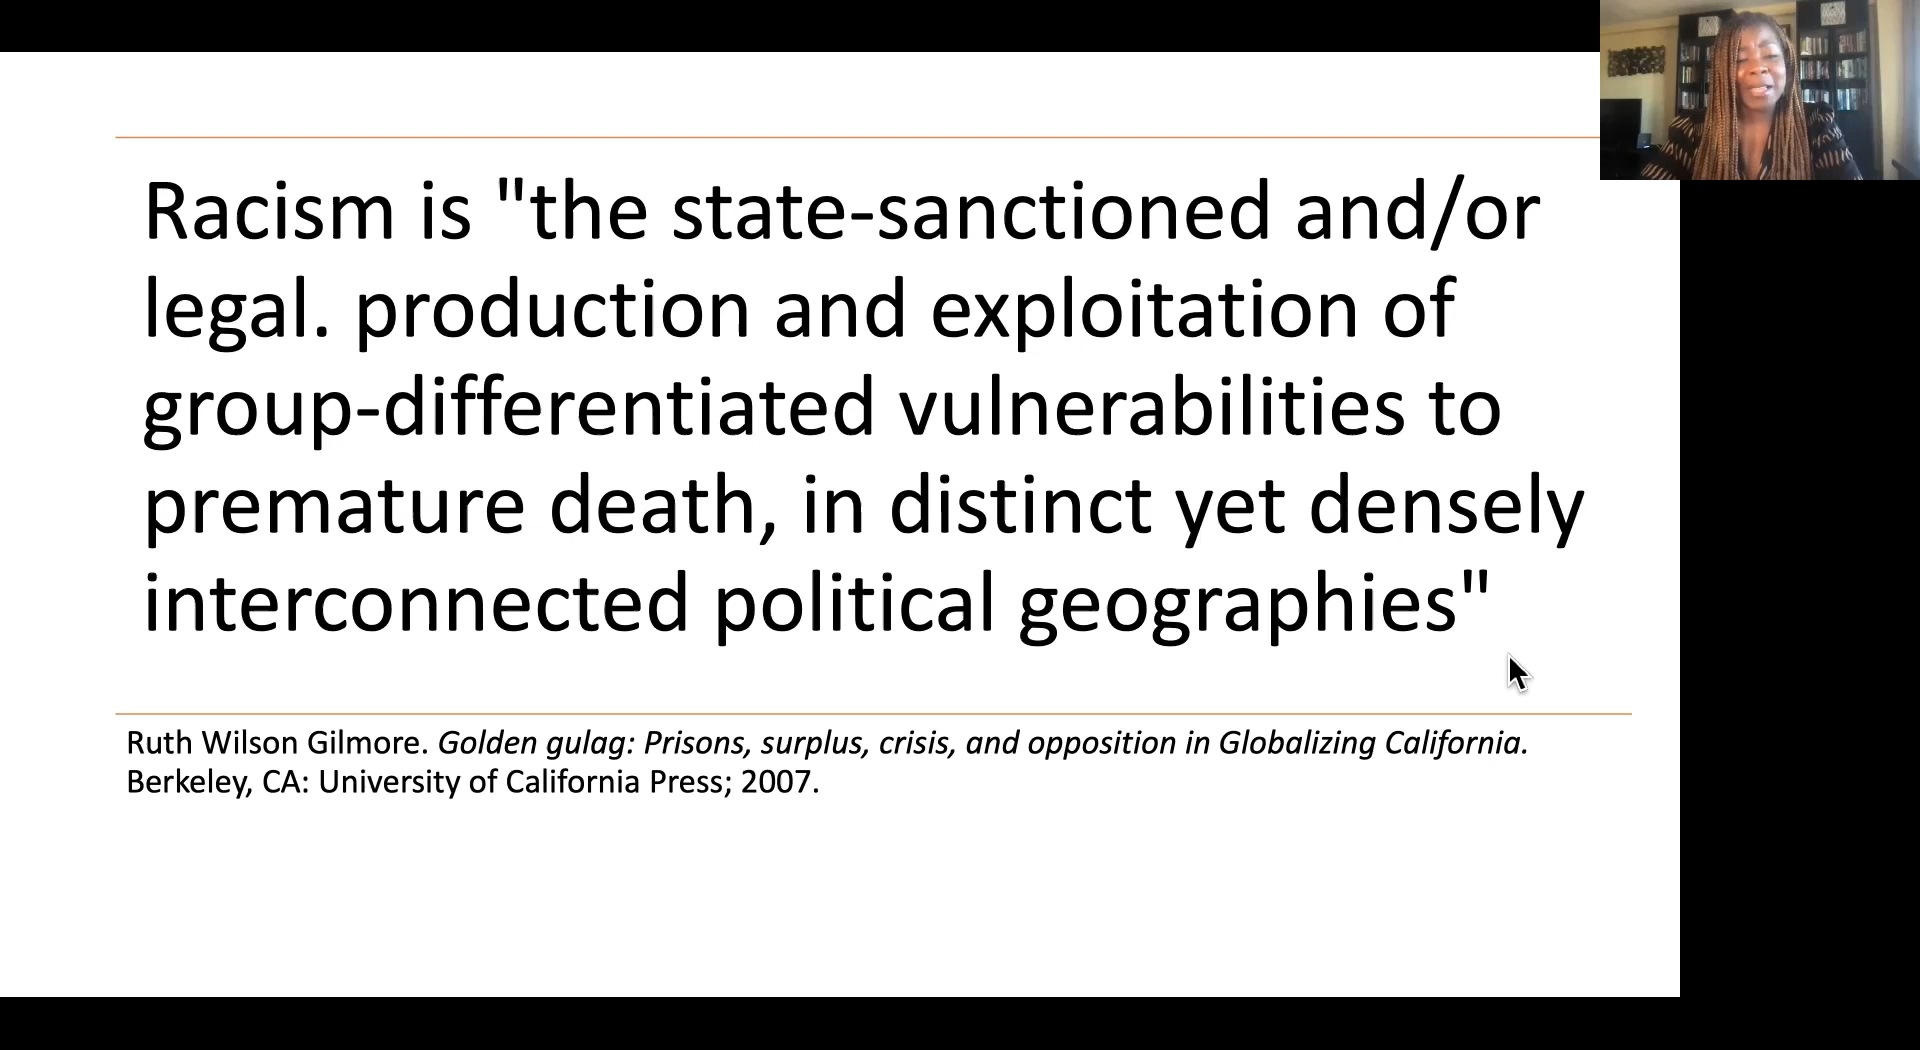 Racism is "the state-sanctioned and/or
legal. production and exploitation of
group-differentiated vulnerabilities to
premature death, in distinct yet densely
interconnected political geographies"
Ruth Wilson Gilmore. Golden gulag: Prisons, surplus, crisis, and opposition in Globalizing California.
Berkeley, CA: University of California Press; 2007.